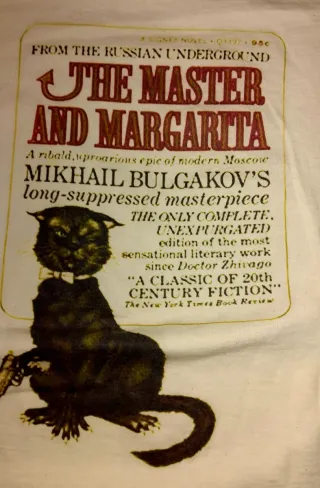 A SIGNET NOVEL • Q3401 • 95¢
FROM THE RUSSIAN UNDERGROUND
THE MASTER
AND MARGARITA
A ribald, uproarious epic of modern Moscow
MIKHAIL BULGAKOV'S
long-suppressed masterpiece
THE ONLY COMPLETE,
UNEXPURGATED
edition of the most
sensational literary work
since Doctor Zhivago
"A CLASSIC OF 20th
CENTURY FICTION"
The New York Times Book Review